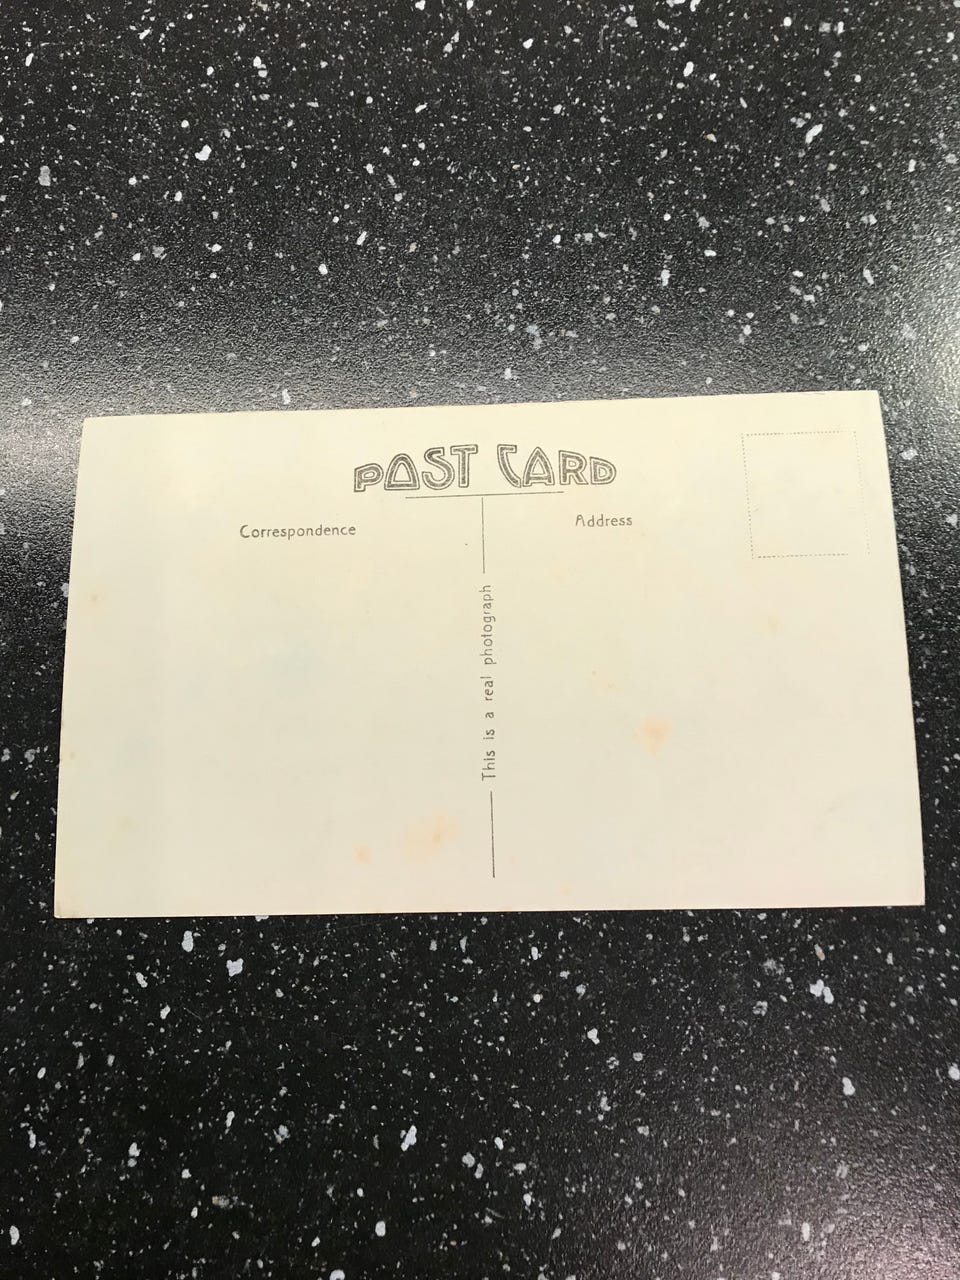 POST CARD
Correspondence
Address
This is a real photograph